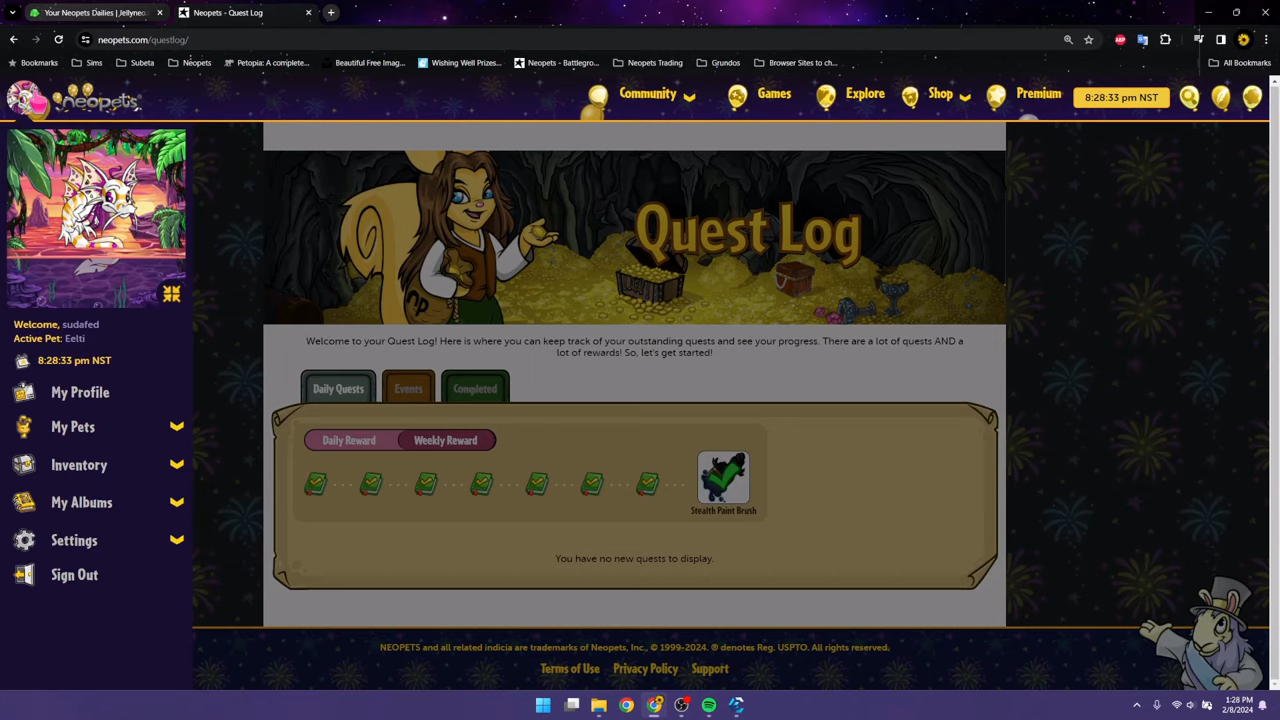 Your Neopets Dailies | Jellyneo
Neopets - Quest Log
neopets.com/questlog/
Bookmarks
Sims
Subeta
Neopets
Petopia: A complete...
Beautiful Free Imag...
Wishing Well Prizes...
Neopets - Battlegro...
Neopets Trading
Grundos
Browser Sites to ch...
All Bookmarks
neopets
Community
Games
Explore
Shop
Premium
8:28:33 pm NST
Welcome, sudafed
Active Pet: Eelti
8:28:33 pm NST
My Profile
My Pets
Inventory
My Albums
Settings
Sign Out
Quest Log
NP
Welcome to your Quest Log! Here is where you can keep track of your outstanding quests and see your progress. There are a lot of quests AND a
lot of rewards! So, let's get started!
Daily Quests
Events
Completed
Daily Reward
Weekly Reward
Stealth Paint Brush
You have no new quests to display.
NEOPETS and all related indicia are trademarks of Neopets, Inc., © 1999-2024. ® denotes Reg. USPTO. All rights reserved.
Terms of Use
Privacy Policy
Support
1:28 PM
2/8/2024